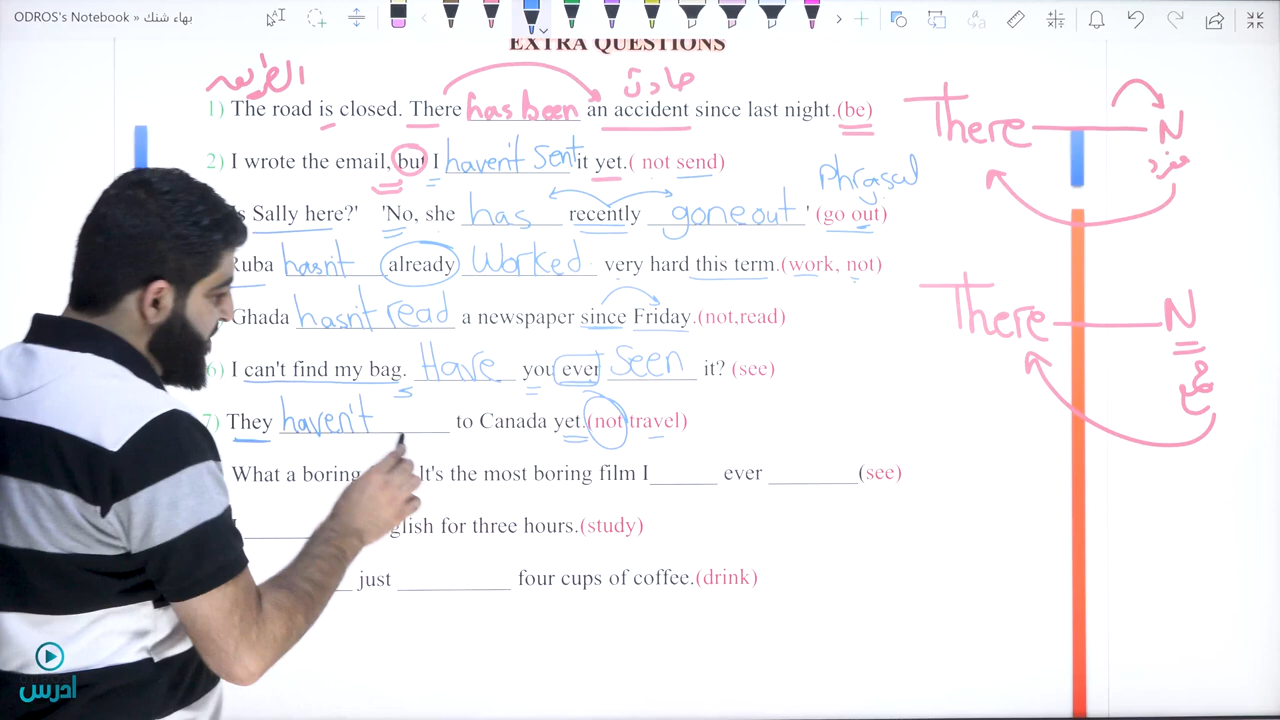 ODROS's Notebook » بهاء شنك
EXTRA QUESTIONS
حادث
1) The road is closed. There has been an accident since last night.(be)
2) I wrote the email, but I haven't sent it yet.( not send)
Phrasal
Is Sally here?' 'No, she has recently gone out ' (go out)
Ruba hasn't already worked very hard this term.(work, not)
Ghada hasn't read a newspaper since Friday.(not,read)
6) I can't find my bag. Have you ever seen it? (see)
7) They haven't to Canada yet.(not travel)
What a boring It's the most boring film I ever (see)
for three hours.(study)
just four cups of coffee.(drink)
There N
مفرد
There N
جمع
ادرس